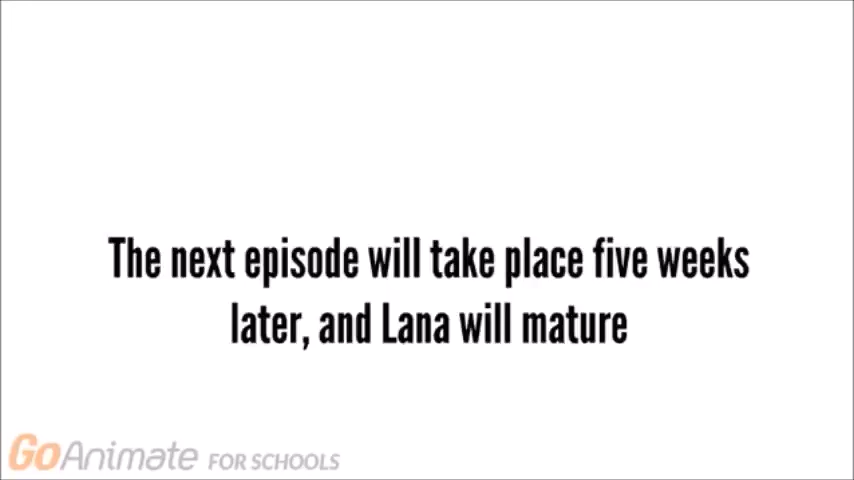 The next episode will take place five weeks
later, and Lana will mature
GoAnimate FOR SCHOOLS